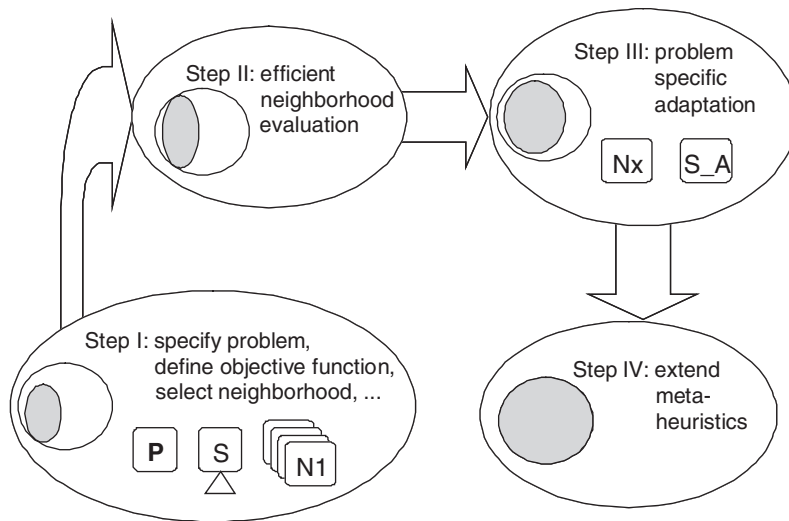 Step I: specify problem,
define objective function,
select neighborhood, ...
P
S
N1
Step II: efficient
neighborhood
evaluation
Step III: problem
specific
adaptation
Nx
S_A
Step IV: extend
meta-
heuristics